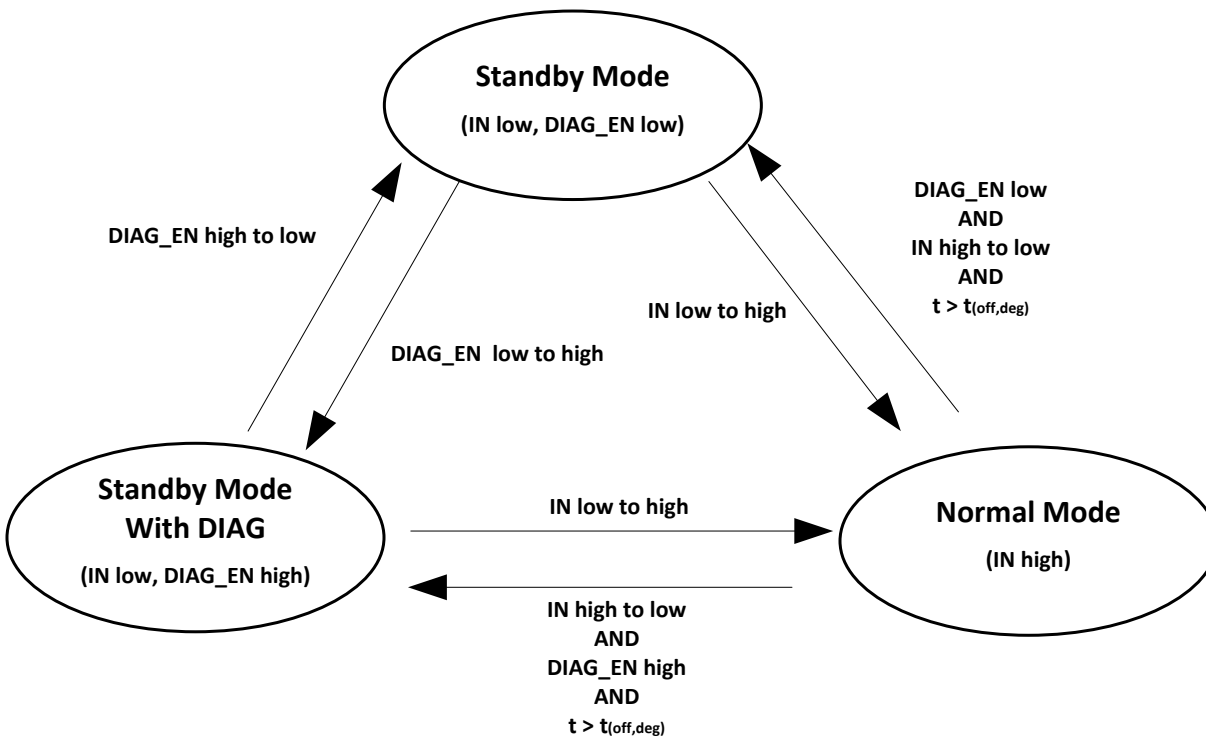 Standby Mode
(IN low, DIAG_EN low)
DIAG_EN high to low
DIAG_EN low to high
IN low to high
DIAG_EN low
AND
IN high to low
AND
t > t(off,deg)
Standby Mode
With DIAG
(IN low, DIAG_EN high)
IN low to high
IN high to low
AND
DIAG_EN high
AND
t > t(off,deg)
Normal Mode
(IN high)